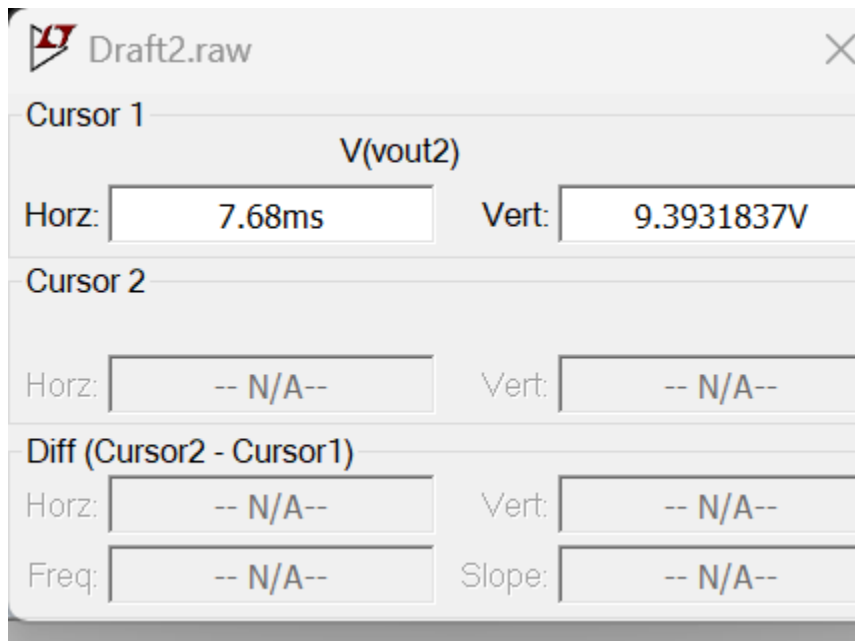 Draft2.raw
Cursor 1
V(vout2)
Horz: 7.68ms Vert: 9.3931837V
Cursor 2
Horz: -- N/A-- Vert: -- N/A--
Diff (Cursor2 - Cursor1)
Horz: -- N/A-- Vert: -- N/A--
Freq: -- N/A-- Slope: -- N/A--